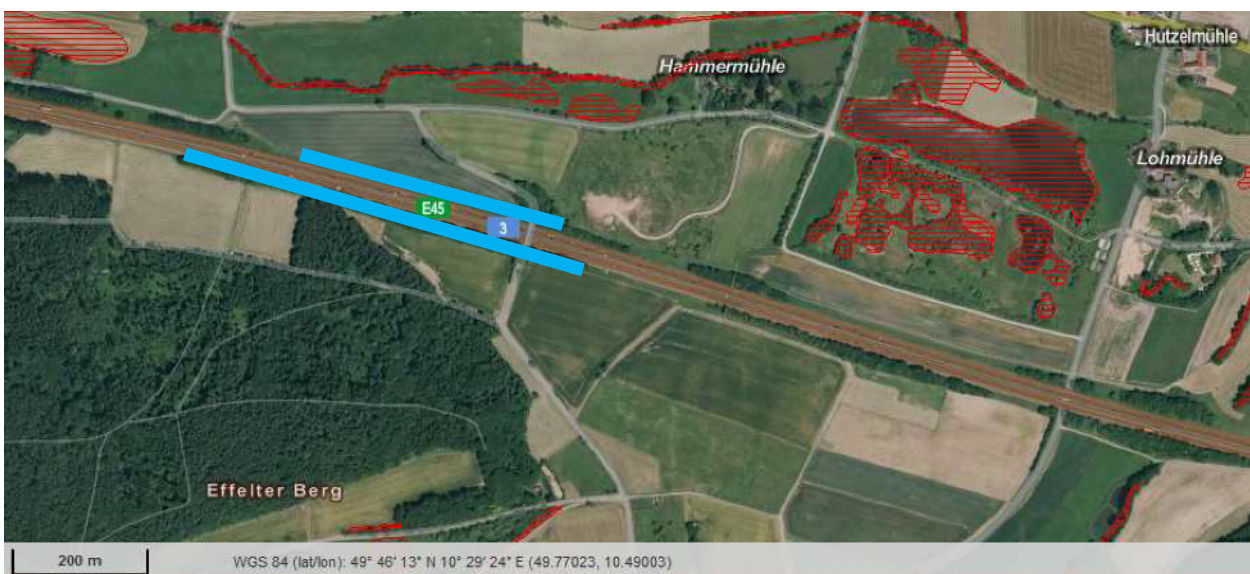 Hutzelmühle
Hammermühle
Lohmühle
E45
3
Effelter Berg
200 m
WGS 84 (lat/lon): 49° 46' 13" N 10° 29' 24" E (49.77023, 10.49003)